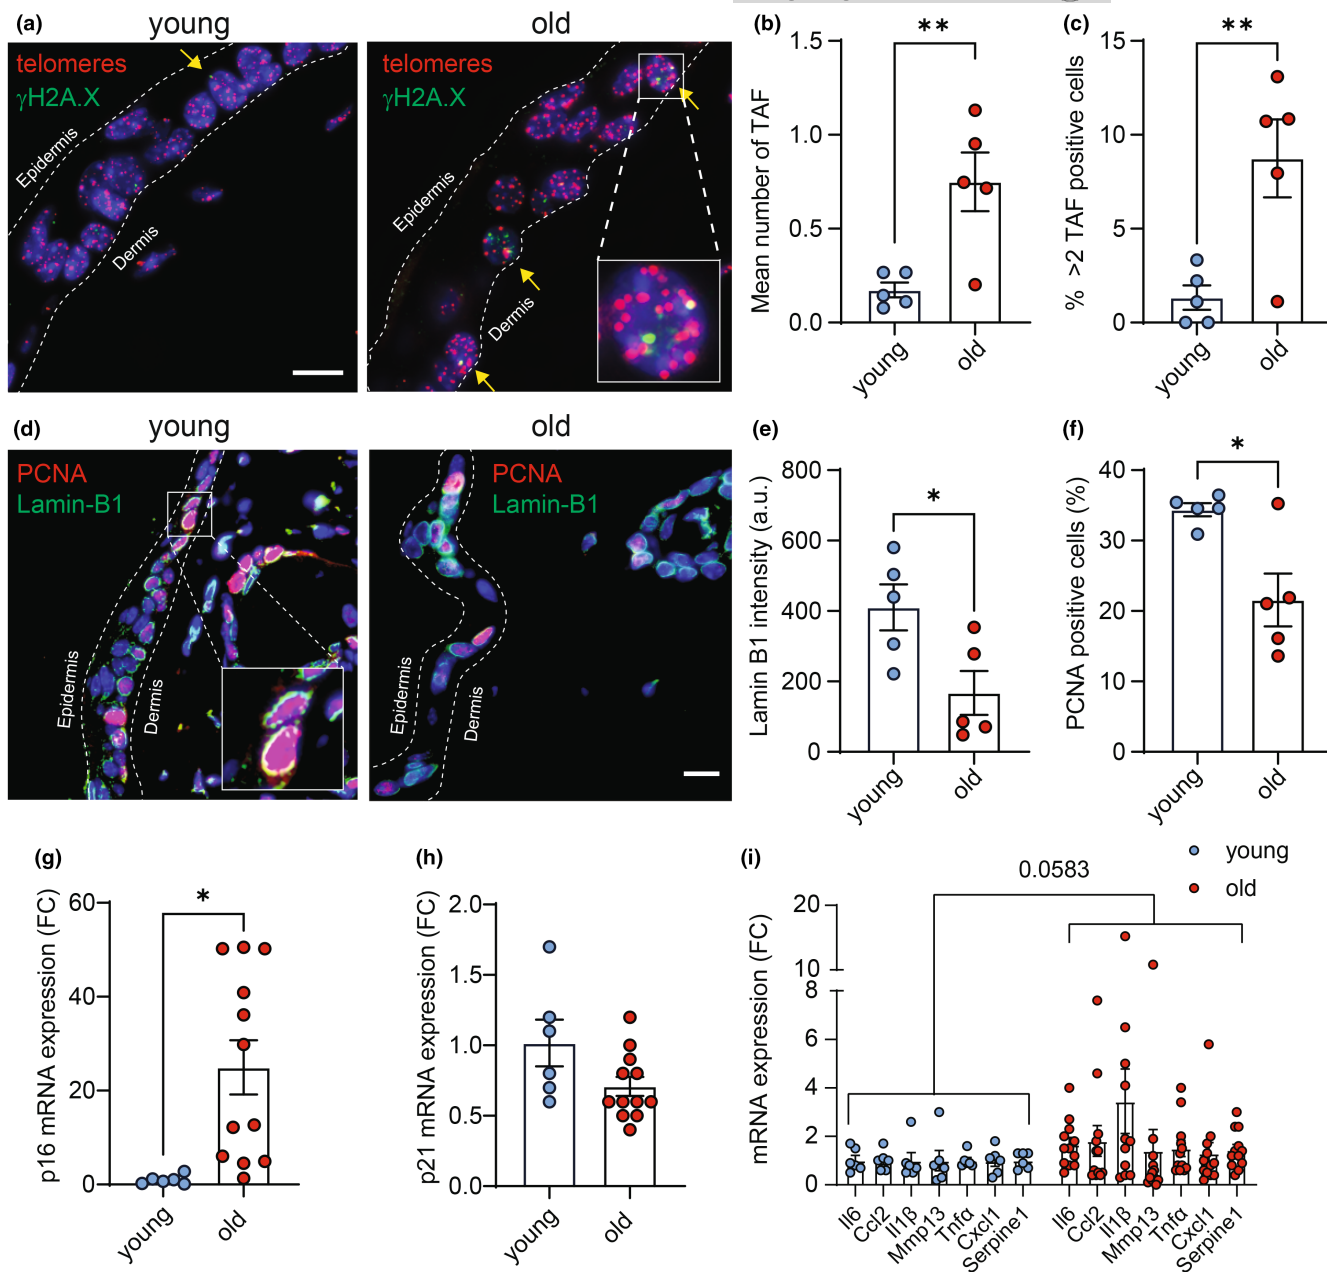 (a) young old
telomeres
γH2A.X
Epidermis
Dermis
telomeres
γH2A.X
Epidermis
Dermis
(b)
**
Mean number of TAF
1.5
1.0
0.5
0.0
young
old
(c)
**
% >2 TAF positive cells
15
10
5
0
young
old
(d) young old
PCNA
Lamin-B1
Epidermis
Dermis
PCNA
Lamin-B1
Epidermis
Dermis
(e)
*
Lamin B1 intensity (a.u.)
800
600
400
200
0
young
old
(f)
*
PCNA positive cells (%)
40
30
20
10
0
young
old
(g)
*
p16 mRNA expression (FC)
60
40
20
0
young
old
(h)
p21 mRNA expression (FC)
2.0
1.5
1.0
0.5
0.0
young
old
(i)
young
old
0.0583
mRNA expression (FC)
20
10
8
6
4
2
0
Il6
Ccl2
Il1β
Mmp13
Tnfα
Cxcl1
Serpine1
Il6
Ccl2
Il1β
Mmp13
Tnfα
Cxcl1
Serpine1